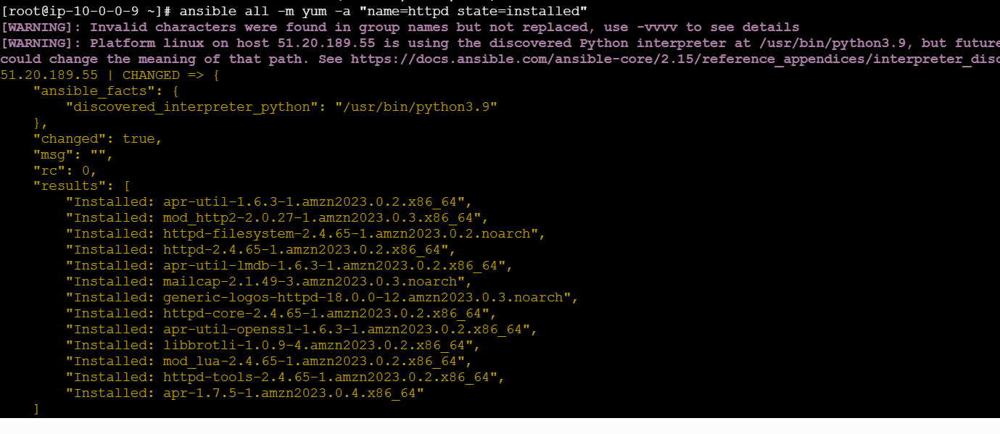 [root@ip-10-0-0-9 ~]# ansible all -m yum -a "name=httpd state=installed"
[WARNING]: Invalid characters were found in group names but not replaced, use -vvvv to see details
[WARNING]: Platform linux on host 51.20.189.55 is using the discovered Python interpreter at /usr/bin/python3.9, but future
could change the meaning of that path. See https://docs.ansible.com/ansible-core/2.15/reference_appendices/interpreter_disc
51.20.189.55 | CHANGED => {
    "ansible_facts": {
        "discovered_interpreter_python": "/usr/bin/python3.9"
    },
    "changed": true,
    "msg": "",
    "rc": 0,
    "results": [
        "Installed: apr-util-1.6.3-1.amzn2023.0.2.x86_64",
        "Installed: mod_http2-2.0.27-1.amzn2023.0.3.x86_64",
        "Installed: httpd-filesystem-2.4.65-1.amzn2023.0.2.noarch",
        "Installed: httpd-2.4.65-1.amzn2023.0.2.x86_64",
        "Installed: apr-util-lmdb-1.6.3-1.amzn2023.0.2.x86_64",
        "Installed: mailcap-2.1.49-3.amzn2023.0.3.noarch",
        "Installed: generic-logos-httpd-18.0.0-12.amzn2023.0.3.noarch",
        "Installed: httpd-core-2.4.65-1.amzn2023.0.2.x86_64",
        "Installed: apr-util-openssl-1.6.3-1.amzn2023.0.2.x86_64",
        "Installed: libbrotli-1.0.9-4.amzn2023.0.2.x86_64",
        "Installed: mod_lua-2.4.65-1.amzn2023.0.2.x86_64",
        "Installed: httpd-tools-2.4.65-1.amzn2023.0.2.x86_64",
        "Installed: apr-1.7.5-1.amzn2023.0.4.x86_64"
    ]